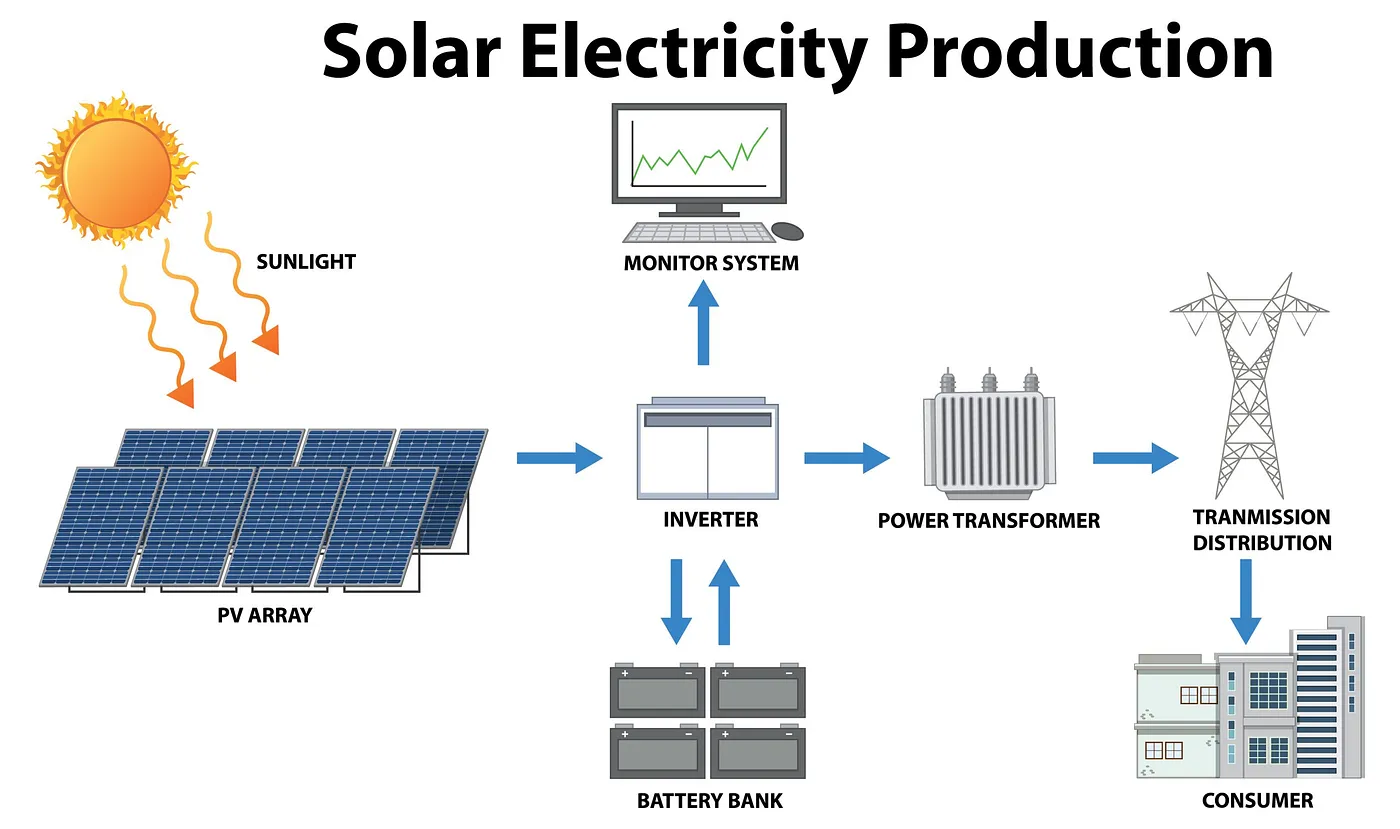 Solar Electricity Production
SUNLIGHT
MONITOR SYSTEM
INVERTER
POWER TRANSFORMER
TRANMISSION
DISTRIBUTION
PV ARRAY
+ − + −
+ − + −
BATTERY BANK
CONSUMER